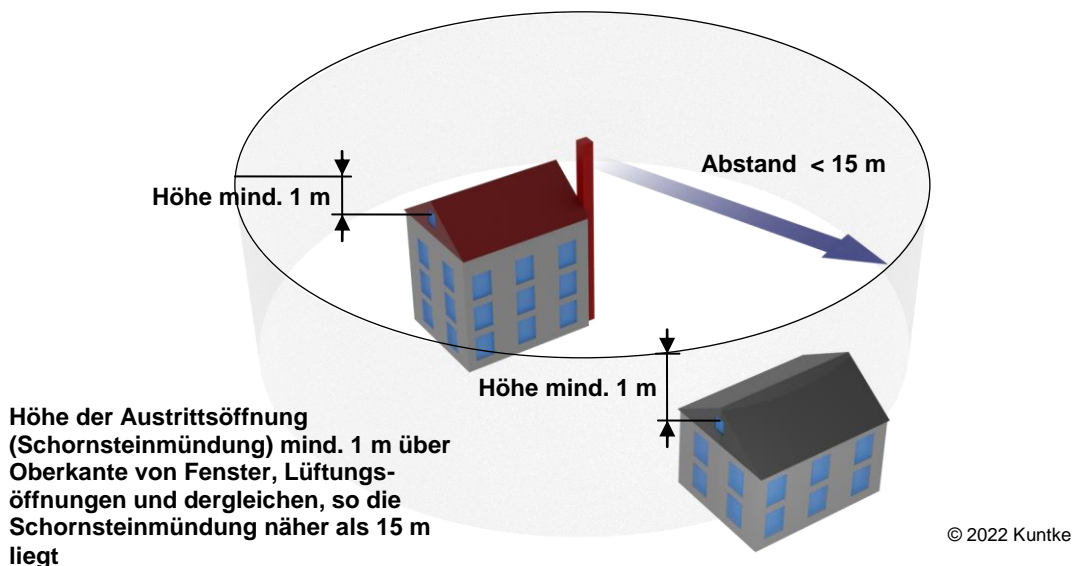 Abstand < 15 m
Höhe mind. 1 m
Höhe mind. 1 m
Höhe der Austrittsöffnung
(Schornsteinmündung) mind. 1 m über
Oberkante von Fenster, Lüftungs-
öffnungen und dergleichen, so die
Schornsteinmündung näher als 15 m
liegt
© 2022 Kuntke